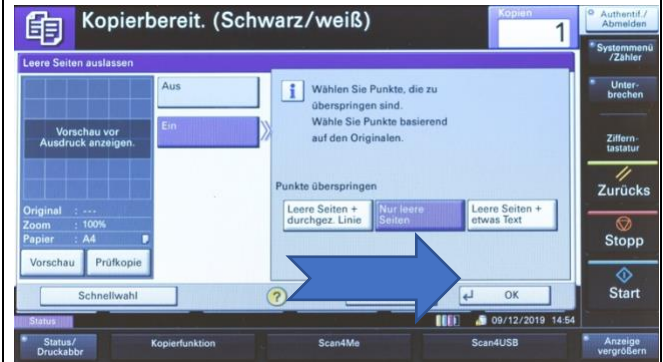 Kopierbereit. (Schwarz/weiß)
Kopien
1
Authentif./
Abmelden
Leere Seiten auslassen
Systemmenü
/Zähler
Aus
Ein
Wählen Sie Punkte, die zu
überspringen sind.
Wähle Sie Punkte basierend
auf den Originalen.
Unter-
brechen
Vorschau vor
Ausdruck anzeigen.
Ziffern-
tastatur
Punkte überspringen
Zurücks
Leere Seiten +
durchgez. Linie
Nur leere
Seiten
Leere Seiten +
etwas Text
Original : ---
Zoom : 100%
Papier : A4
Stopp
Vorschau
Prüfkopie
Schnellwahl
?
OK
Start
Status
09/12/2019 14:54
Status/
Druckabbr
Kopierfunktion
Scan4Me
Scan4USB
Anzeige
vergrößern